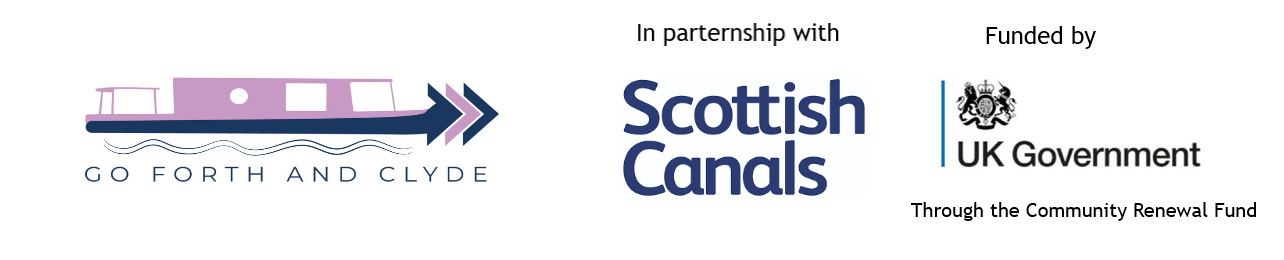 GO FORTH AND CLYDE
In parternship with
Scottish
Canals
Funded by
UK Government
Through the Community Renewal Fund